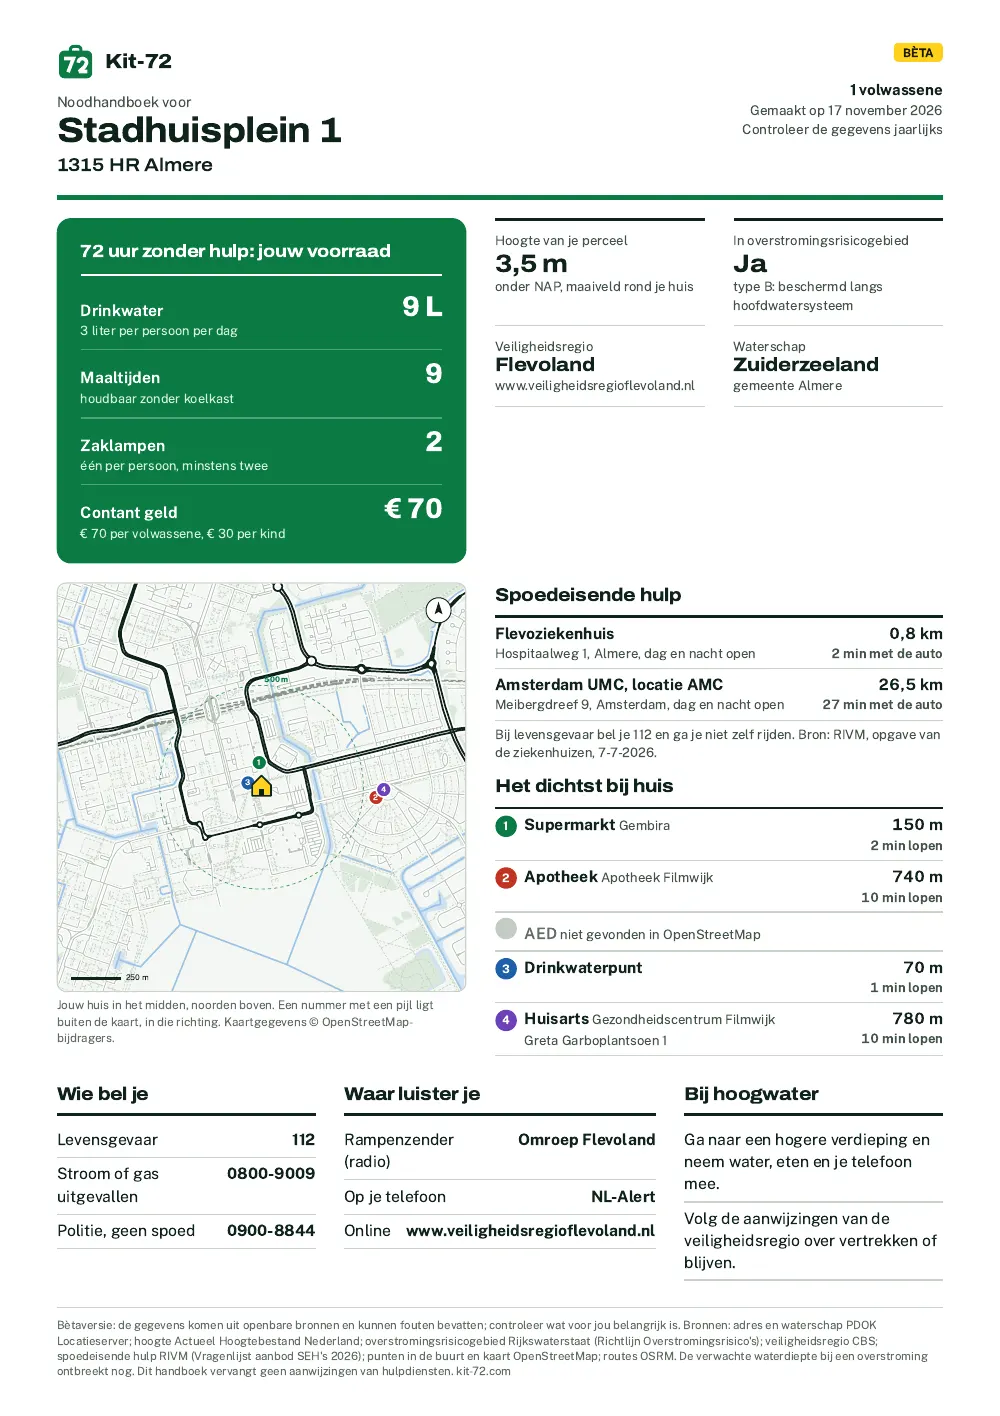 72 Kit-72
BÈTA
Noodhandboek voor
Stadhuisplein 1
1315 HR Almere
1 volwassene
Gemaakt op 17 november 2026
Controleer de gegevens jaarlijks
72 uur zonder hulp: jouw voorraad
Drinkwater 9 L
3 liter per persoon per dag
Maaltijden 9
houdbaar zonder koelkast
Zaklampen 2
één per persoon, minstens twee
Contant geld € 70
€ 70 per volwassene, € 30 per kind
Hoogte van je perceel
3,5 m
onder NAP, maaiveld rond je huis
In overstromingsrisicogebied
Ja
type B: beschermd langs
hoofdwatersysteem
Veiligheidsregio
Flevoland
www.veiligheidsregioflevoland.nl
Waterschap
Zuiderzeeland
gemeente Almere
500 m
1
3
4
2
250 m
Jouw huis in het midden, noorden boven. Een nummer met een pijl ligt
buiten de kaart, in die richting. Kaartgegevens © OpenStreetMap-
bijdragers.
Spoedeisende hulp
Flevoziekenhuis 0,8 km
Hospitaalweg 1, Almere, dag en nacht open 2 min met de auto
Amsterdam UMC, locatie AMC 26,5 km
Meibergdreef 9, Amsterdam, dag en nacht open 27 min met de auto
Bij levensgevaar bel je 112 en ga je niet zelf rijden. Bron: RIVM, opgave van
de ziekenhuizen, 7-7-2026.
Het dichtst bij huis
1 Supermarkt Gembira 150 m
2 min lopen
2 Apotheek Apotheek Filmwijk 740 m
10 min lopen
AED niet gevonden in OpenStreetMap
3 Drinkwaterpunt 70 m
1 min lopen
4 Huisarts Gezondheidscentrum Filmwijk 780 m
Greta Garboplantsoen 1 10 min lopen
Wie bel je
Levensgevaar 112
Stroom of gas 0800-9009
uitgevallen
Politie, geen spoed 0900-8844
Waar luister je
Rampenzender Omroep Flevoland
(radio)
Op je telefoon NL-Alert
Online www.veiligheidsregioflevoland.nl
Bij hoogwater
Ga naar een hogere verdieping en
neem water, eten en je telefoon
mee.
Volg de aanwijzingen van de
veiligheidsregio over vertrekken of
blijven.
Bètaversie: de gegevens komen uit openbare bronnen en kunnen fouten bevatten; controleer wat voor jou belangrijk is. Bronnen: adres en waterschap PDOK
Locatieserver; hoogte Actueel Hoogtebestand Nederland; overstromingsrisicogebied Rijkswaterstaat (Richtlijn Overstromingsrisico's); veiligheidsregio CBS;
spoedeisende hulp RIVM (Vragenlijst aanbod SEH's 2026); punten in de buurt en kaart OpenStreetMap; routes OSRM. De verwachte waterdiepte bij een overstroming
ontbreekt nog. Dit handboek vervangt geen aanwijzingen van hulpdiensten. kit-72.com